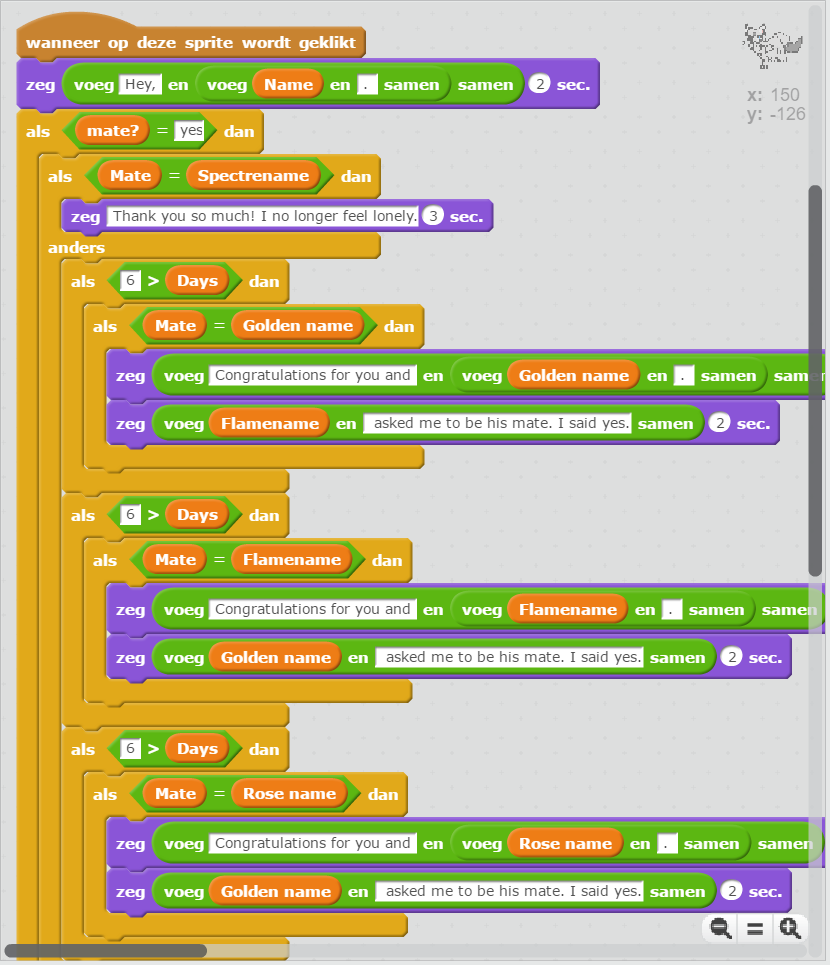 wanneer op deze sprite wordt geklikt
zeg voeg Hey, en voeg Name en . samen samen 2 sec.
als mate? = yes dan
x: 150
y: -126
als Mate = Spectrename dan
zeg Thank you so much! I no longer feel lonely. 3 sec.
anders
als 6 > Days dan
als Mate = Golden name dan
zeg voeg Congratulations for you and en voeg Golden name en . samen samen
zeg voeg Flamename en asked me to be his mate. I said yes. samen 2 sec.
als 6 > Days dan
als Mate = Flamename dan
zeg voeg Congratulations for you and en voeg Flamename en . samen samen
zeg voeg Golden name en asked me to be his mate. I said yes. samen 2 sec.
als 6 > Days dan
als Mate = Rose name dan
zeg voeg Congratulations for you and en voeg Rose name en . samen samen
zeg voeg Golden name en asked me to be his mate. I said yes. samen 2 sec.